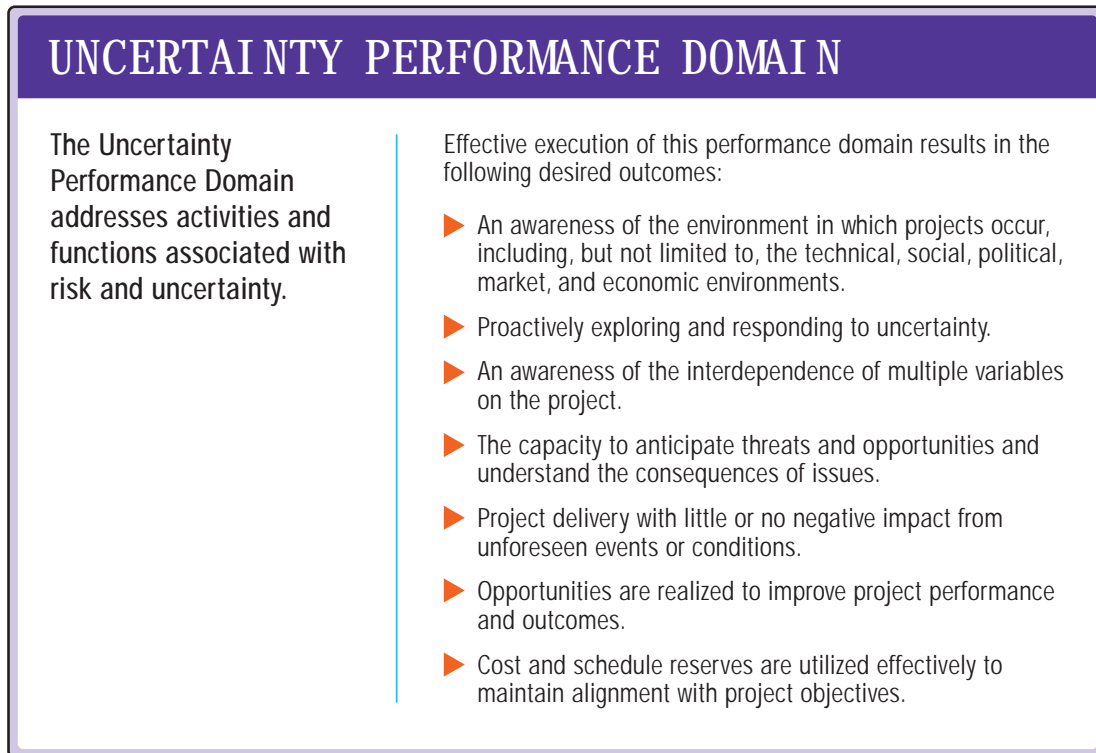 UNCERTAINTY PERFORMANCE DOMAIN
The Uncertainty
Performance Domain
addresses activities and
functions associated with
risk and uncertainty.
Effective execution of this performance domain results in the
following desired outcomes:
An awareness of the environment in which projects occur,
including, but not limited to, the technical, social, political,
market, and economic environments.
Proactively exploring and responding to uncertainty.
An awareness of the interdependence of multiple variables
on the project.
The capacity to anticipate threats and opportunities and
understand the consequences of issues.
Project delivery with little or no negative impact from
unforeseen events or conditions.
Opportunities are realized to improve project performance
and outcomes.
Cost and schedule reserves are utilized effectively to
maintain alignment with project objectives.